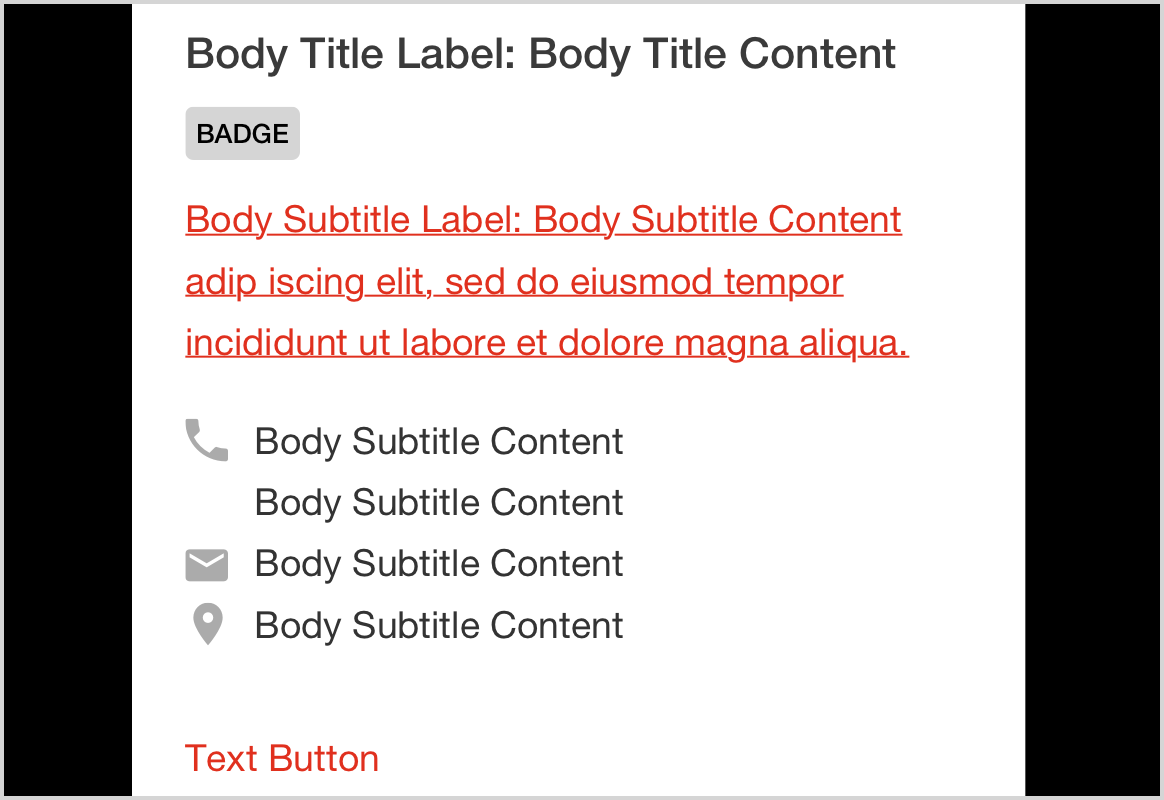 Body Title Label: Body Title Content
BADGE
Body Subtitle Label: Body Subtitle Content
adip iscing elit, sed do eiusmod tempor
incididunt ut labore et dolore magna aliqua.
Body Subtitle Content
Body Subtitle Content
Body Subtitle Content
Body Subtitle Content
Text Button